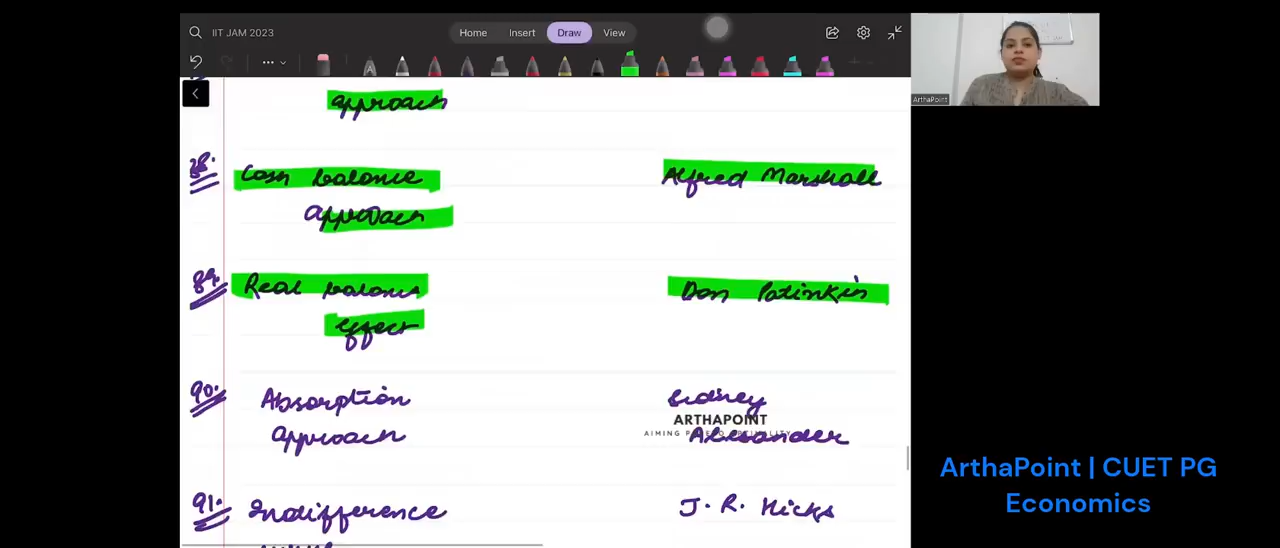 IIT JAM 2023
Home Insert Draw View
approach
ArthaPoint
88. Cash balance Alfred Marshall
approach
89. Real balance Don Patinkin
effect
90. Absorption Sidney
ARTHAPOINT
approach Alexander
ArthaPoint | CUET PG
Economics
91. Indifference J. R. Hicks